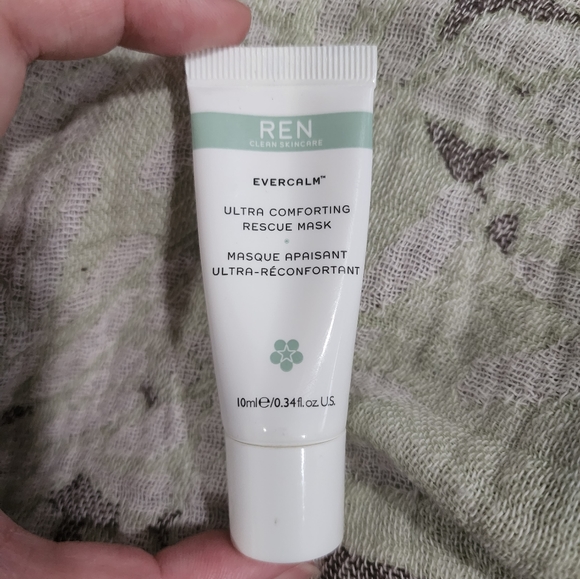 REN
CLEAN SKINCARE
EVERCALM™
ULTRA COMFORTING
RESCUE MASK
MASQUE APAISANT
ULTRA-RÉCONFORTANT
10ml℮/0.34fl.oz.U.S.